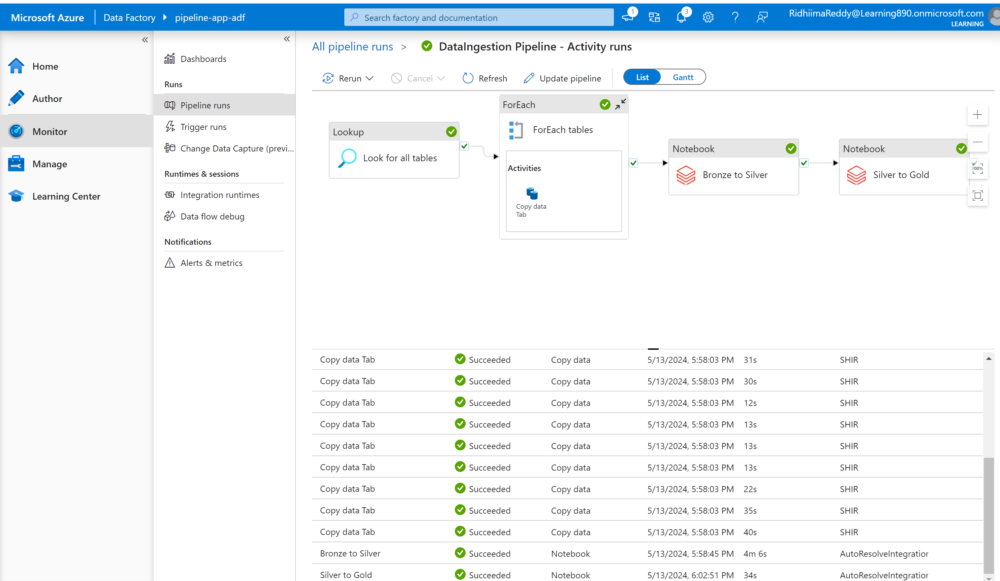 Microsoft Azure Data Factory pipeline-app-adf Search factory and documentation 1 3 RidhiimaReddy@Learning890.onmicrosoft.com
LEARNING
Home
Author
Monitor
Manage
Learning Center
Dashboards
Runs
Pipeline runs
Trigger runs
Change Data Capture (previ...
Runtimes & sessions
Integration runtimes
Data flow debug
Notifications
Alerts & metrics
All pipeline runs > DataIngestion Pipeline - Activity runs
Rerun Cancel Refresh Update pipeline List Gantt
Lookup
Look for all tables
ForEach
ForEach tables
Activities
Copy data
Tab
Notebook
Bronze to Silver
Notebook
Silver to Gold
100%
Copy data Tab Succeeded Copy data 5/13/2024, 5:58:03 PM 31s SHIR
Copy data Tab Succeeded Copy data 5/13/2024, 5:58:03 PM 30s SHIR
Copy data Tab Succeeded Copy data 5/13/2024, 5:58:03 PM 12s SHIR
Copy data Tab Succeeded Copy data 5/13/2024, 5:58:03 PM 13s SHIR
Copy data Tab Succeeded Copy data 5/13/2024, 5:58:03 PM 13s SHIR
Copy data Tab Succeeded Copy data 5/13/2024, 5:58:03 PM 13s SHIR
Copy data Tab Succeeded Copy data 5/13/2024, 5:58:03 PM 22s SHIR
Copy data Tab Succeeded Copy data 5/13/2024, 5:58:03 PM 35s SHIR
Copy data Tab Succeeded Copy data 5/13/2024, 5:58:03 PM 40s SHIR
Bronze to Silver Succeeded Notebook 5/13/2024, 5:58:45 PM 4m 6s AutoResolveIntegration
Silver to Gold Succeeded Notebook 5/13/2024, 6:02:51 PM 34s AutoResolveIntegration